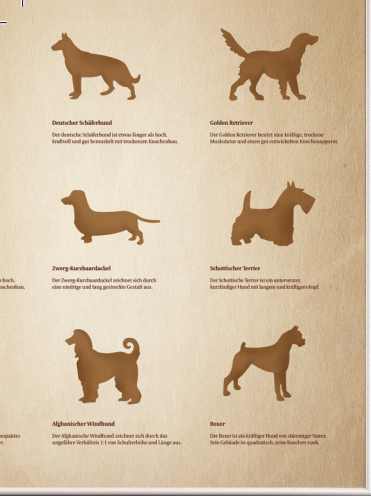 Deutscher Schäferhund
Der deutsche Schäferhund ist etwas länger als hoch,
kraftvoll und gut bemuskelt mit trockenem Knochenbau.
Golden Retriever
Der Golden Retriever besitzt eine kräftige, trockene
Muskulatur und einen gut entwickelten Knochenapparat.
s hoch,
nochenbau.
Zwerg-Kurzhaardackel
Der Zwerg-Kurzhaardackel zeichnet sich durch
eine niedrige und lang gestreckte Gestalt aus.
Schottischer Terrier
Der Schottische Terrier ist ein untersetzter,
kurzläufiger Hund mit langem und kräftigem Kopf.
ompaktes
r.
Afghanischer Windhund
Der Afghanische Windhund zeichnet sich durch das
ungefähre Verhältnis 1:1 von Schulterhöhe und Länge aus.
Boxer
Der Boxer ist ein kräftiger Hund von stämmiger Statur.
Sein Gebäude ist quadratisch, seine Knochen stark.